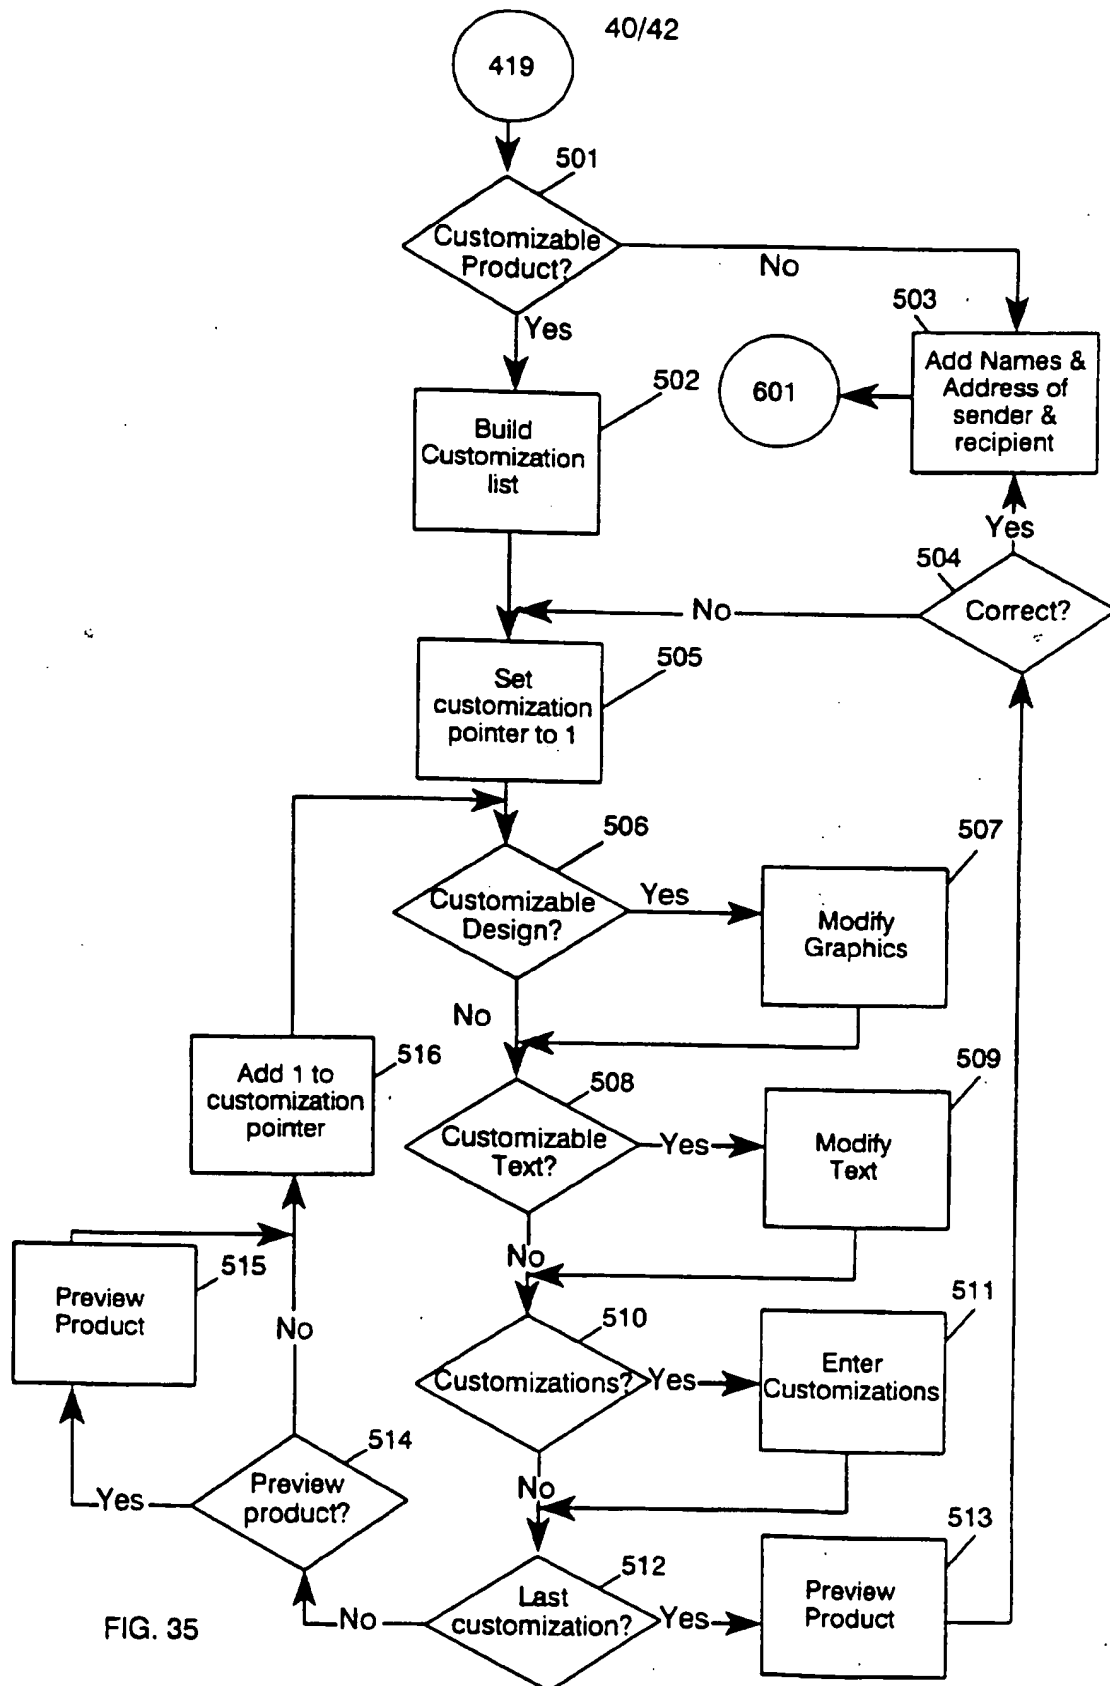 40/42
419
501
Customizable
Product?
No
Yes
503
Add Names &
Address of
sender &
recipient
601
502
Build
Customization
list
Yes
504
Correct?
No
505
Set
customization
pointer to 1
506
Customizable
Design?
Yes
507
Modify
Graphics
No
516
Add 1 to
customization
pointer
508
Customizable
Text?
Yes
509
Modify
Text
No
515
Preview
Product
No
510
Customizations?
Yes
511
Enter
Customizations
514
Preview
product?
Yes
No
512
Last
customization?
No
Yes
513
Preview
Product
FIG. 35